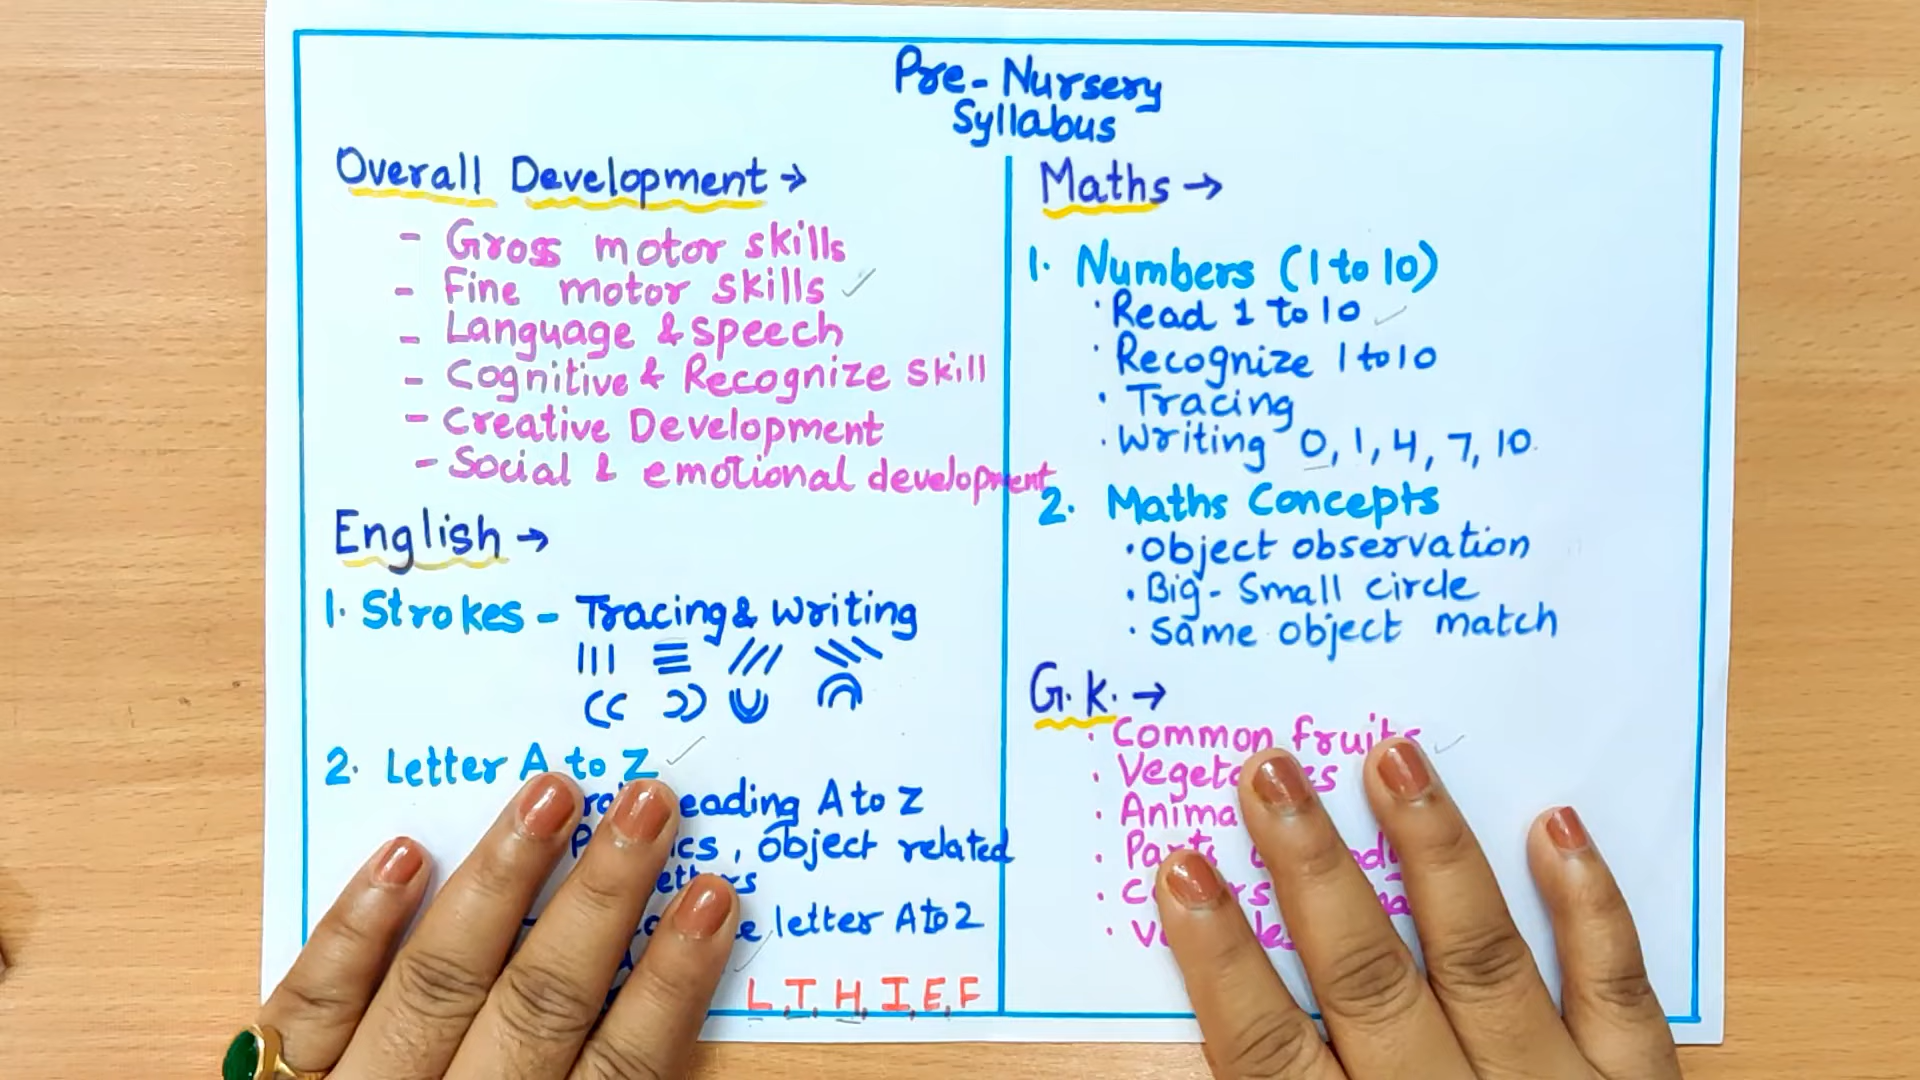 Pre-Nursery
Syllabus
Overall Development →
- Gross motor skills
- Fine motor skills ✓
- Language & speech
- Cognitive & Recognize skill
- Creative Development
- Social & emotional development
English →
1. Strokes - Tracing & Writing
2. Letter A to Z ✓
eading A to Z
, Object related
letter A to Z
L, T, H, I, E, F
Maths →
1. Numbers (1 to 10)
• Read 1 to 10 ✓
• Recognize 1 to 10
• Tracing
• Writing 0, 1, 4, 7, 10
2. Maths Concepts
• Object observation
• Big - Small circle
• Same object match
G.K. →
• Common fruits ✓
• Vegetables
• Anima
• Parts